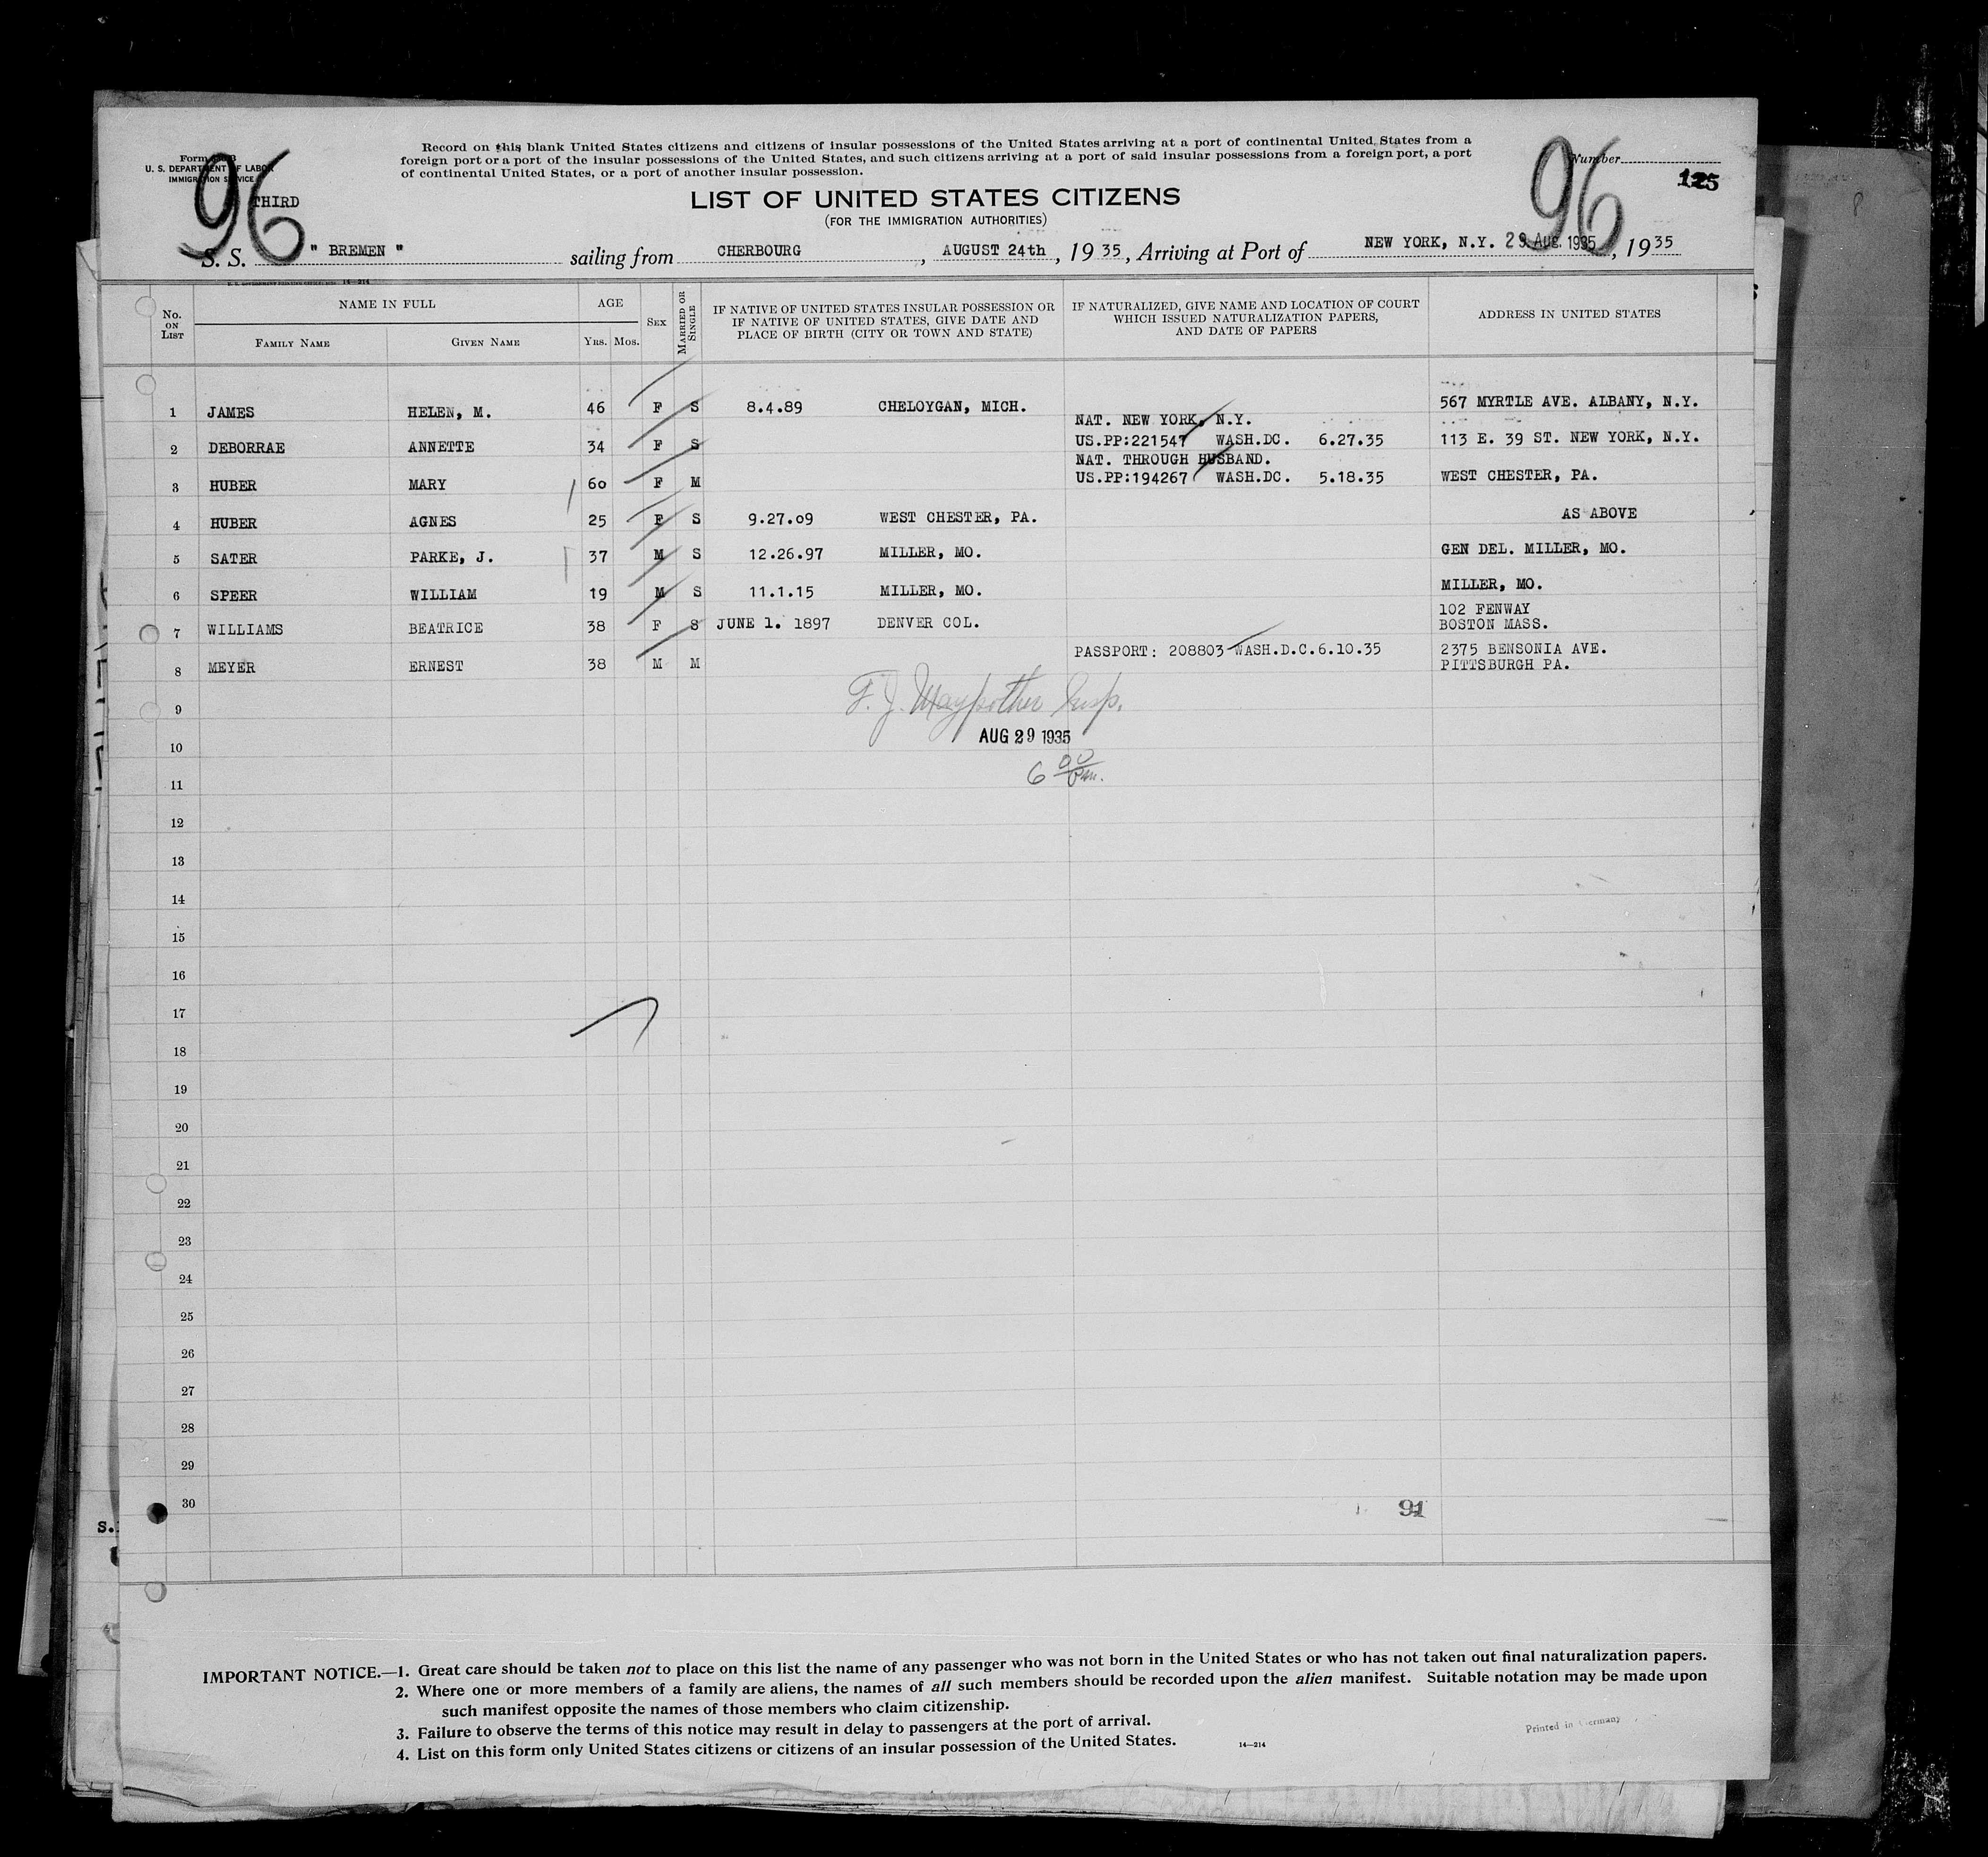 Record on this blank United States citizens and citizens of insular possessions of the United States arriving at a port of continental United States from a
foreign port or a port of the insular possessions of the United States, and such citizens arriving at a port of said insular possessions from a foreign port, a port
of continental United States, or a port of another insular possession.
Form
U. S. DEPARTMENT OF LABOR
IMMIGRATION SERVICE
96
THIRD
Number
125
96
LIST OF UNITED STATES CITIZENS
(FOR THE IMMIGRATION AUTHORITIES)
S. S. " BREMEN " sailing from CHERBOURG, AUGUST 24th, 1935, Arriving at Port of NEW YORK, N.Y. 29. AUG. 1935, 1935
No. ON LIST
NAME IN FULL
FAMILY NAME
GIVEN NAME
AGE
YRS. MOS.
SEX
MARRIED OR SINGLE
IF NATIVE OF UNITED STATES INSULAR POSSESSION OR
IF NATIVE OF UNITED STATES, GIVE DATE AND
PLACE OF BIRTH (CITY OR TOWN AND STATE)
IF NATURALIZED, GIVE NAME AND LOCATION OF COURT
WHICH ISSUED NATURALIZATION PAPERS,
AND DATE OF PAPERS
ADDRESS IN UNITED STATES
1 JAMES HELEN, M. 46 F S 8.4.89 CHELOYGAN, MICH. 567 MYRTLE AVE. ALBANY, N.Y.
NAT. NEW YORK, N.Y.
2 DEBORRAE ANNETTE 34 F S US.PP:221547 WASH.DC. 6.27.35 113 E. 39 ST. NEW YORK, N.Y.
NAT. THROUGH HUSBAND.
3 HUBER MARY 60 F M US.PP:194267 WASH.DC. 5.18.35 WEST CHESTER, PA.
4 HUBER AGNES 25 F S 9.27.09 WEST CHESTER, PA. AS ABOVE
5 SATER PARKE, J. 37 M S 12.26.97 MILLER, MO. GEN DEL. MILLER, MO.
6 SPEER WILLIAM 19 M S 11.1.15 MILLER, MO. MILLER, MO.
102 FENWAY
7 WILLIAMS BEATRICE 38 F S JUNE 1. 1897 DENVER COL. BOSTON MASS.
PASSPORT: 208803 WASH.D.C.6.10.35 2375 BENSONIA AVE.
8 MEYER ERNEST 38 M M PITTSBURGH PA.
9
F. J. Maypother Insp.
10
AUG 29 1935
11
6 00 Pm.
12
13
14
15
16
17
18
19
20
21
22
23
24
25
26
27
28
29
30
91
IMPORTANT NOTICE.—1. Great care should be taken not to place on this list the name of any passenger who was not born in the United States or who has not taken out final naturalization papers.
2. Where one or more members of a family are aliens, the names of all such members should be recorded upon the alien manifest. Suitable notation may be made upon
such manifest opposite the names of those members who claim citizenship.
3. Failure to observe the terms of this notice may result in delay to passengers at the port of arrival.
4. List on this form only United States citizens or citizens of an insular possession of the United States.
14—214
Printed in Germany